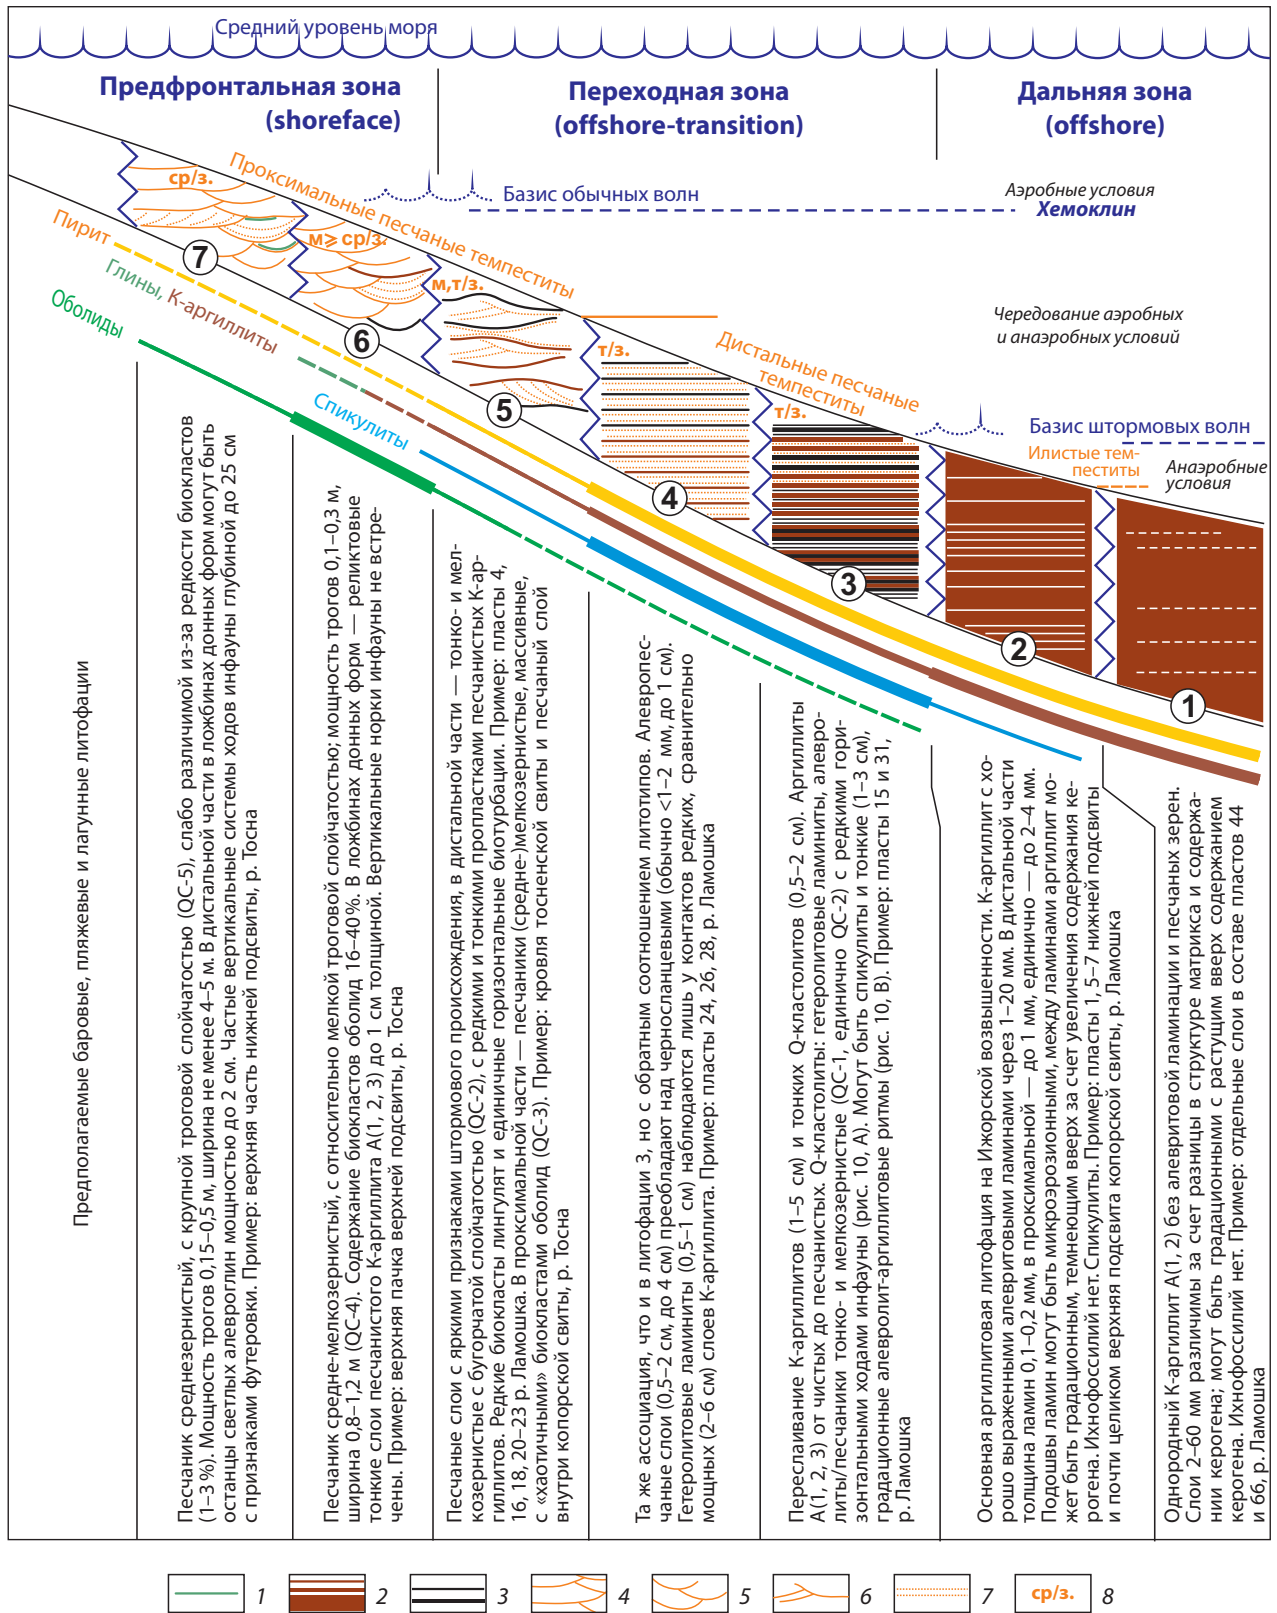 Средний уровень моря
Предфронтальная зона
(shoreface)
Переходная зона
(offshore-transition)
Дальняя зона
(offshore)
Проксимальные песчаные темпеститы
ср/з.
Базис обычных волн
Аэробные условия
Хемоклин
Пирит
м⩾ср/з.
7
Глины, К-аргиллиты
м,т/з.
Оболиды
Чередование аэробных
и анаэробных условий
6
т/з.
Дистальные песчаные
темпеститы
Спикулиты
5
т/з.
Базис штормовых волн
Илистые тем-
пеститы
Анаэробные
условия
4
3
2
1
Предполагаемые баровые, пляжевые и лагунные литофации
Песчаник среднезернистый, с крупной троговой слойчатостью (QC-5), слабо различимой из-за редкости биокластов
(1–3 %). Мощность трогов 0,15–0,5 м, ширина не менее 4–5 м. В дистальной части в ложбинах донных форм могут быть
останцы светлых алевроглин мощностью до 2 см. Частые вертикальные системы ходов инфауны глубиной до 25 см
с признаками футеровки. Пример: верхняя часть нижней подсвиты, р. Тосна
Песчаник средне-мелкозернистый, с относительно мелкой троговой слойчатостью; мощность трогов 0,1–0,3 м,
ширина 0,8–1,2 м (QC-4). Содержание биокластов оболид 16–40 %. В ложбинах донных форм — реликтовые
тонкие слои песчанистого К-аргиллита А(1, 2, 3) до 1 см толщиной. Вертикальные норки инфауны не встре-
чены. Пример: верхняя пачка верхней подсвиты, р. Тосна
Песчаные слои с яркими признаками штормового происхождения, в дистальной части — тонко- и мел-
козернистые с бугорчатой слойчатостью (QC-2), с редкими и тонкими пропластками песчанистых К-ар-
гиллитов. Редкие биокласты лингулят и единичные горизонтальные биотурбации. Пример: пласты 4,
16, 18, 20–23 р. Ламошка. В проксимальной части — песчаники (средне-)мелкозернистые, массивные,
с «хаотичными» биокластами оболид (QC-3). Пример: кровля тосненской свиты и песчаный слой
внутри копорской свиты, р. Тосна
Та же ассоциация, что и в литофации 3, но с обратным соотношением литотипов. Алевропес-
чаные слои (0,5–2 см, до 4 см) преобладают над черносланцевыми (обычно <1–2 мм, до 1 см).
Гетеролитовые ламиниты (0,5–1 см) наблюдаются лишь у контактов редких, сравнительно
мощных (2–6 см) слоев К-аргиллита. Пример: пласты 24, 26, 28, р. Ламошка
Переслаивание К-аргиллитов (1–5 см) и тонких Q-кластолитов (0,5–2 см). Аргиллиты
А(1, 2, 3) от чистых до песчанистых. Q-кластолиты: гетеролитовые ламиниты, алевро-
литы/песчаники тонко- и мелкозернистые (QC-1, единично QC-2) с редкими гори-
зонтальными ходами инфауны (рис. 10, А). Могут быть спикулиты и тонкие (1–3 см),
градационные алевролит-аргиллитовые ритмы (рис. 10, В). Пример: пласты 15 и 31,
р. Ламошка
Основная аргиллитовая литофация на Ижорской возвышенности. К-аргиллит с хо-
рошо выраженными алевритовыми ламинами через 1–20 мм. В дистальной части
толщина ламин 0,1–0,2 мм, в проксимальной — до 1 мм, единично — до 2–4 мм.
Подошвы ламин могут быть микроэрозионными, между ламинами аргиллит мо-
жет быть градационным, темнеющим вверх за счет увеличения содержания ке-
рогена. Ихнофоссилий нет. Спикулиты. Пример: пласты 1, 5–7 нижней подсвиты
и почти целиком верхняя подсвита копорской свиты, р. Ламошка
Однородный К-аргиллит А(1, 2) без алевритовой ламинации и песчаных зерен.
Слои 2–60 мм различимы за счет разницы в структуре матрикса и содержа-
нии керогена; могут быть градационными с растущим вверх содержанием
керогена. Ихнофоссилий нет. Пример: отдельные слои в составе пластов 44
и 66, р. Ламошка
1
2
3
4
5
6
7
ср/з.
8